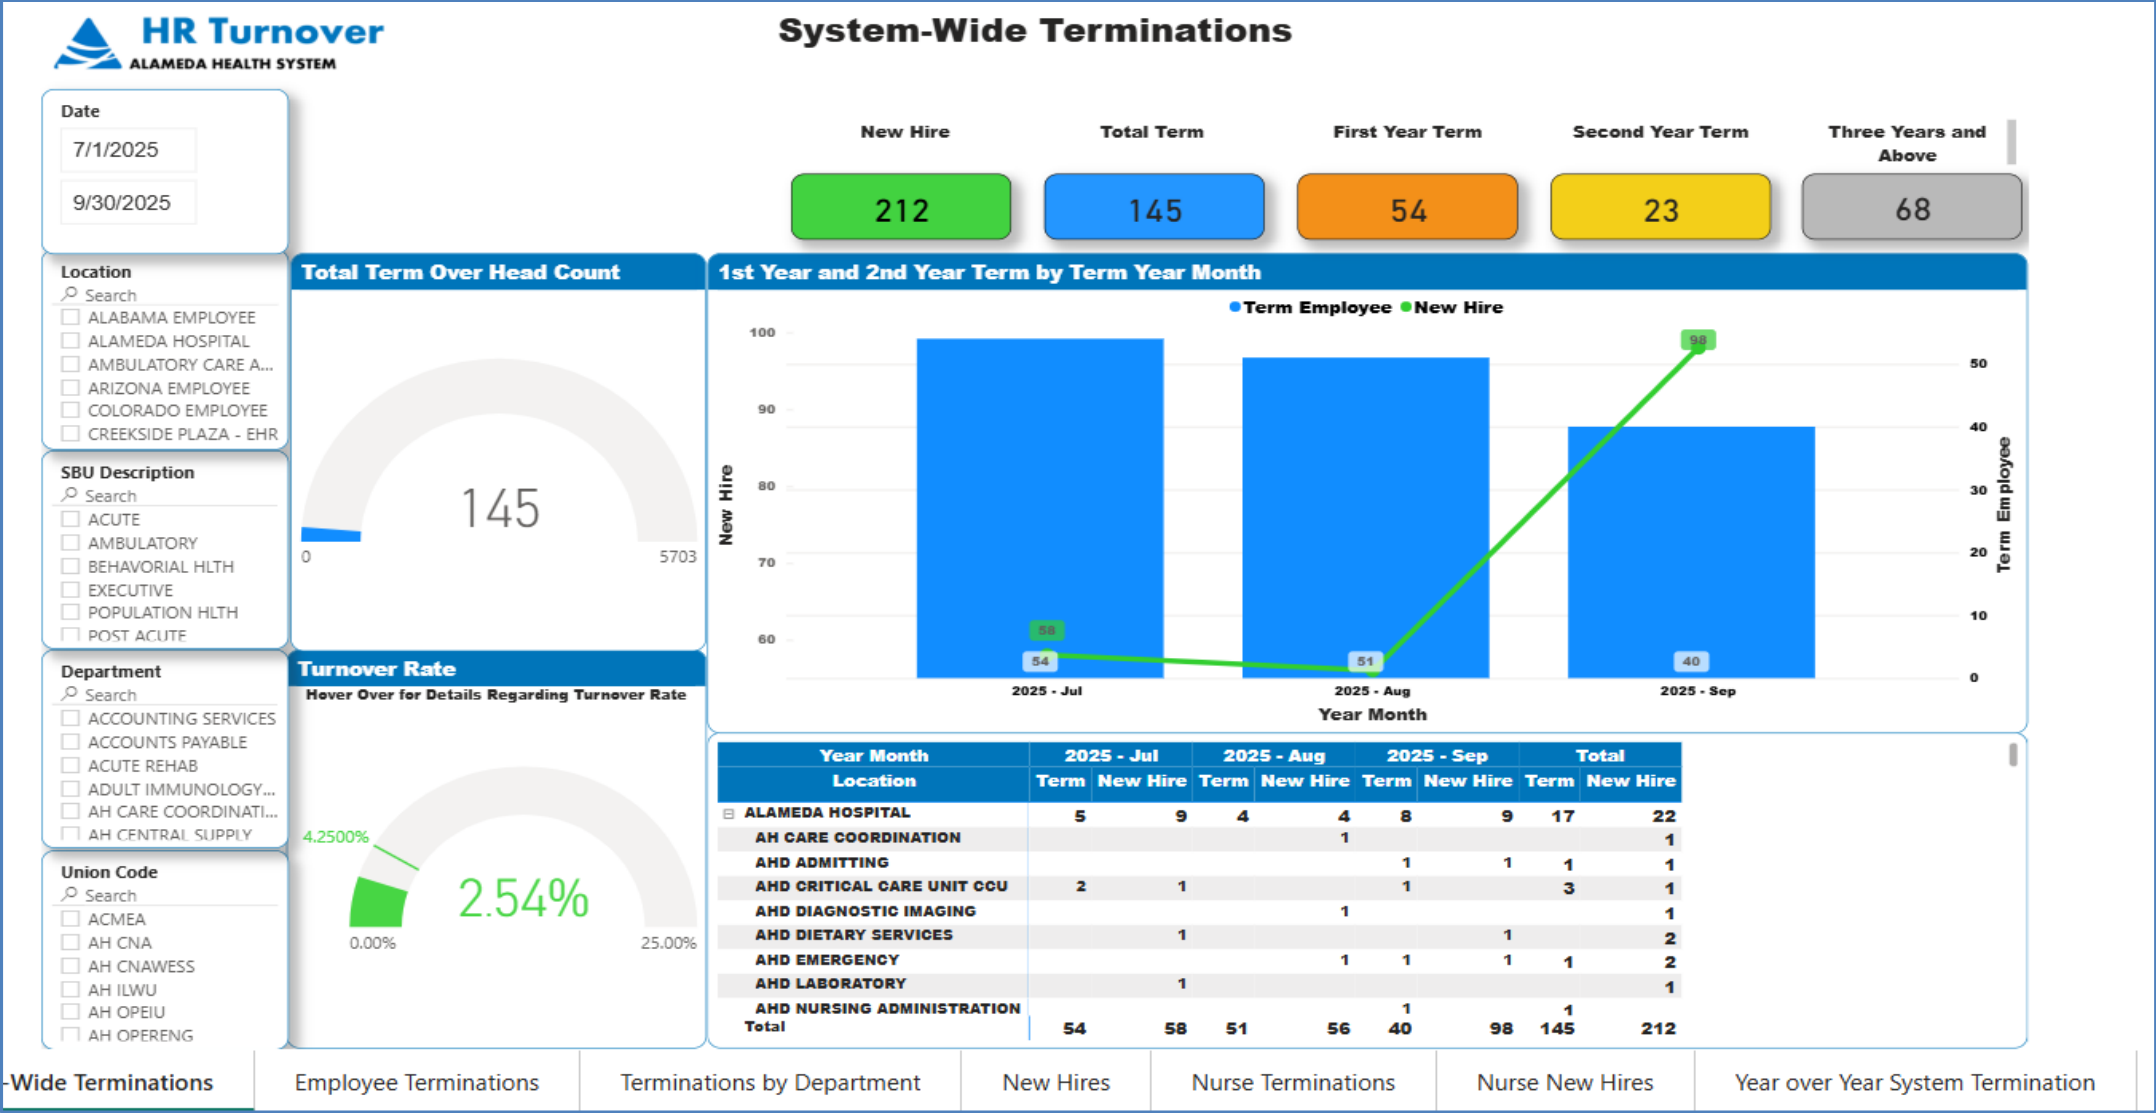 HR Turnover
ALAMEDA HEALTH SYSTEM
System-Wide Terminations
Date
7/1/2025
9/30/2025
New Hire
212
Total Term
145
First Year Term
54
Second Year Term
23
Three Years and
Above
68
Location
Search
ALABAMA EMPLOYEE
ALAMEDA HOSPITAL
AMBULATORY CARE A...
ARIZONA EMPLOYEE
COLORADO EMPLOYEE
CREEKSIDE PLAZA - EHR
SBU Description
Search
ACUTE
AMBULATORY
BEHAVORIAL HLTH
EXECUTIVE
POPULATION HLTH
POST ACUTE
Department
Search
ACCOUNTING SERVICES
ACCOUNTS PAYABLE
ACUTE REHAB
ADULT IMMUNOLOGY...
AH CARE COORDINATI...
AH CENTRAL SUPPLY
Union Code
Search
ACMEA
AH CNA
AH CNAWESS
AH ILWU
AH OPEIU
AH OPERENG
Total Term Over Head Count
145
0
5703
Turnover Rate
Hover Over for Details Regarding Turnover Rate
4.2500%
2.54%
0.00%
25.00%
1st Year and 2nd Year Term by Term Year Month
Term Employee New Hire
100
90
80
70
60
New Hire
50
40
30
20
10
0
Term Employee
58
54
51
98
40
2025 - Jul
2025 - Aug
2025 - Sep
Year Month
Year Month 2025 - Jul 2025 - Aug 2025 - Sep Total
Location Term New Hire Term New Hire Term New Hire Term New Hire
ALAMEDA HOSPITAL 5 9 4 4 8 9 17 22
AH CARE COORDINATION 1 1
AHD ADMITTING 1 1 1 1
AHD CRITICAL CARE UNIT CCU 2 1 1 3 1
AHD DIAGNOSTIC IMAGING 1 1
AHD DIETARY SERVICES 1 1 2
AHD EMERGENCY 1 1 1 1 2
AHD LABORATORY 1 1
AHD NURSING ADMINISTRATION 1 1
Total 54 58 51 56 40 98 145 212
-Wide Terminations
Employee Terminations
Terminations by Department
New Hires
Nurse Terminations
Nurse New Hires
Year over Year System Termination